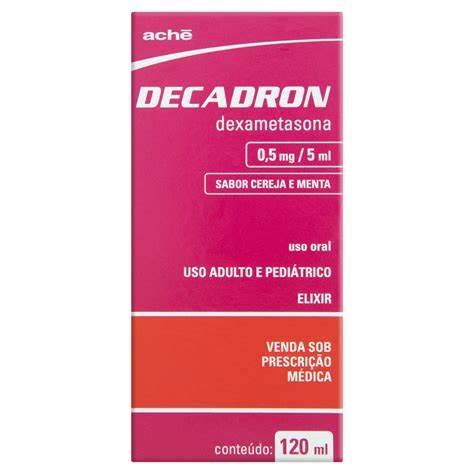 aché
DECADRON
dexametasona
0,5 mg / 5 ml
SABOR CEREJA E MENTA
uso oral
USO ADULTO E PEDIÁTRICO
ELIXIR
VENDA SOB
PRESCRIÇÃO
MÉDICA
conteúdo: 120 ml